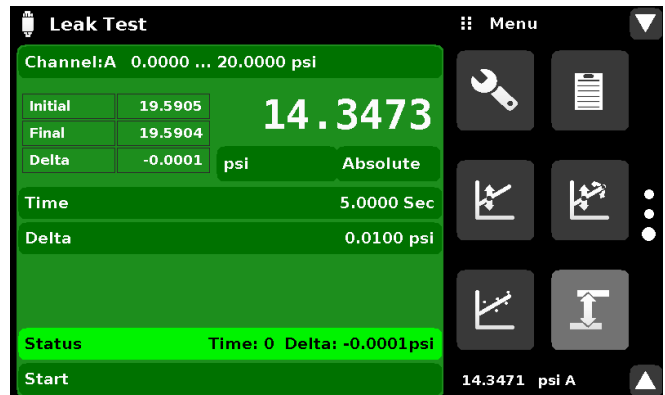 Leak Test
Channel:A 0.0000 ... 20.0000 psi
Initial 19.5905
Final 19.5904
Delta -0.0001
14.3473
psi Absolute
Time 5.0000 Sec
Delta 0.0100 psi
Status Time: 0 Delta: -0.0001psi
Start
Menu
14.3471 psi A